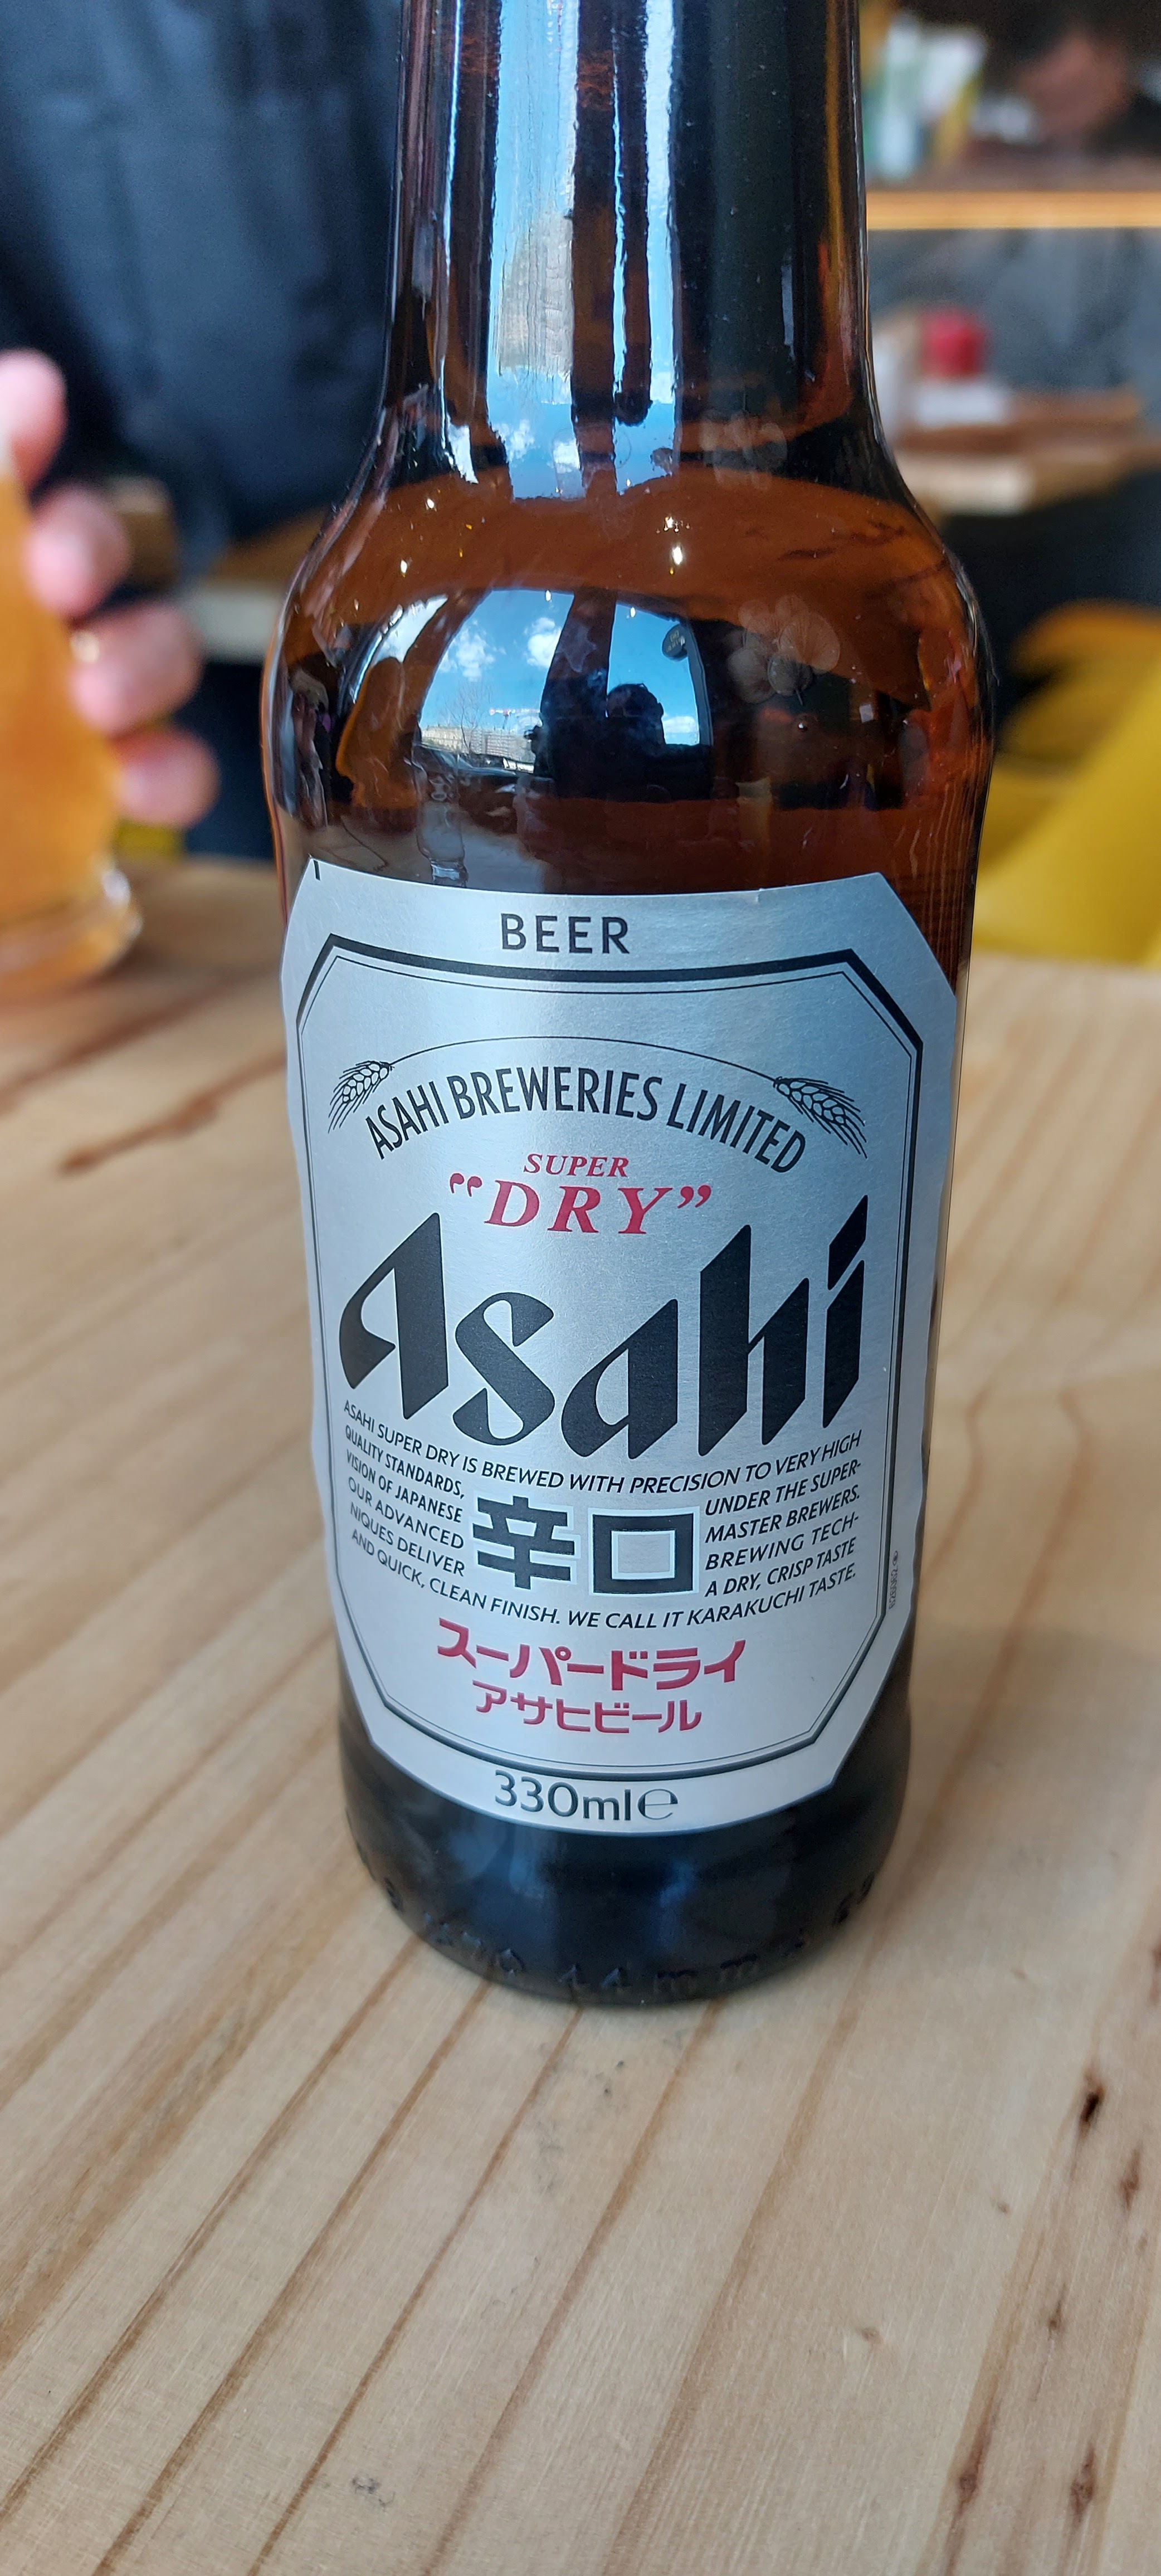 BEER
ASAHI BREWERIES LIMITED
SUPER
“DRY”
Asahi
ASAHI SUPER DRY IS BREWED WITH PRECISION TO VERY HIGH
QUALITY STANDARDS, UNDER THE SUPER-
VISION OF JAPANESE MASTER BREWERS.
OUR ADVANCED BREWING TECH-
NIQUES DELIVER A DRY, CRISP TASTE
AND QUICK, CLEAN FINISH. WE CALL IT KARAKUCHI TASTE.
辛口
スーパードライ
アサヒビール
330ml℮